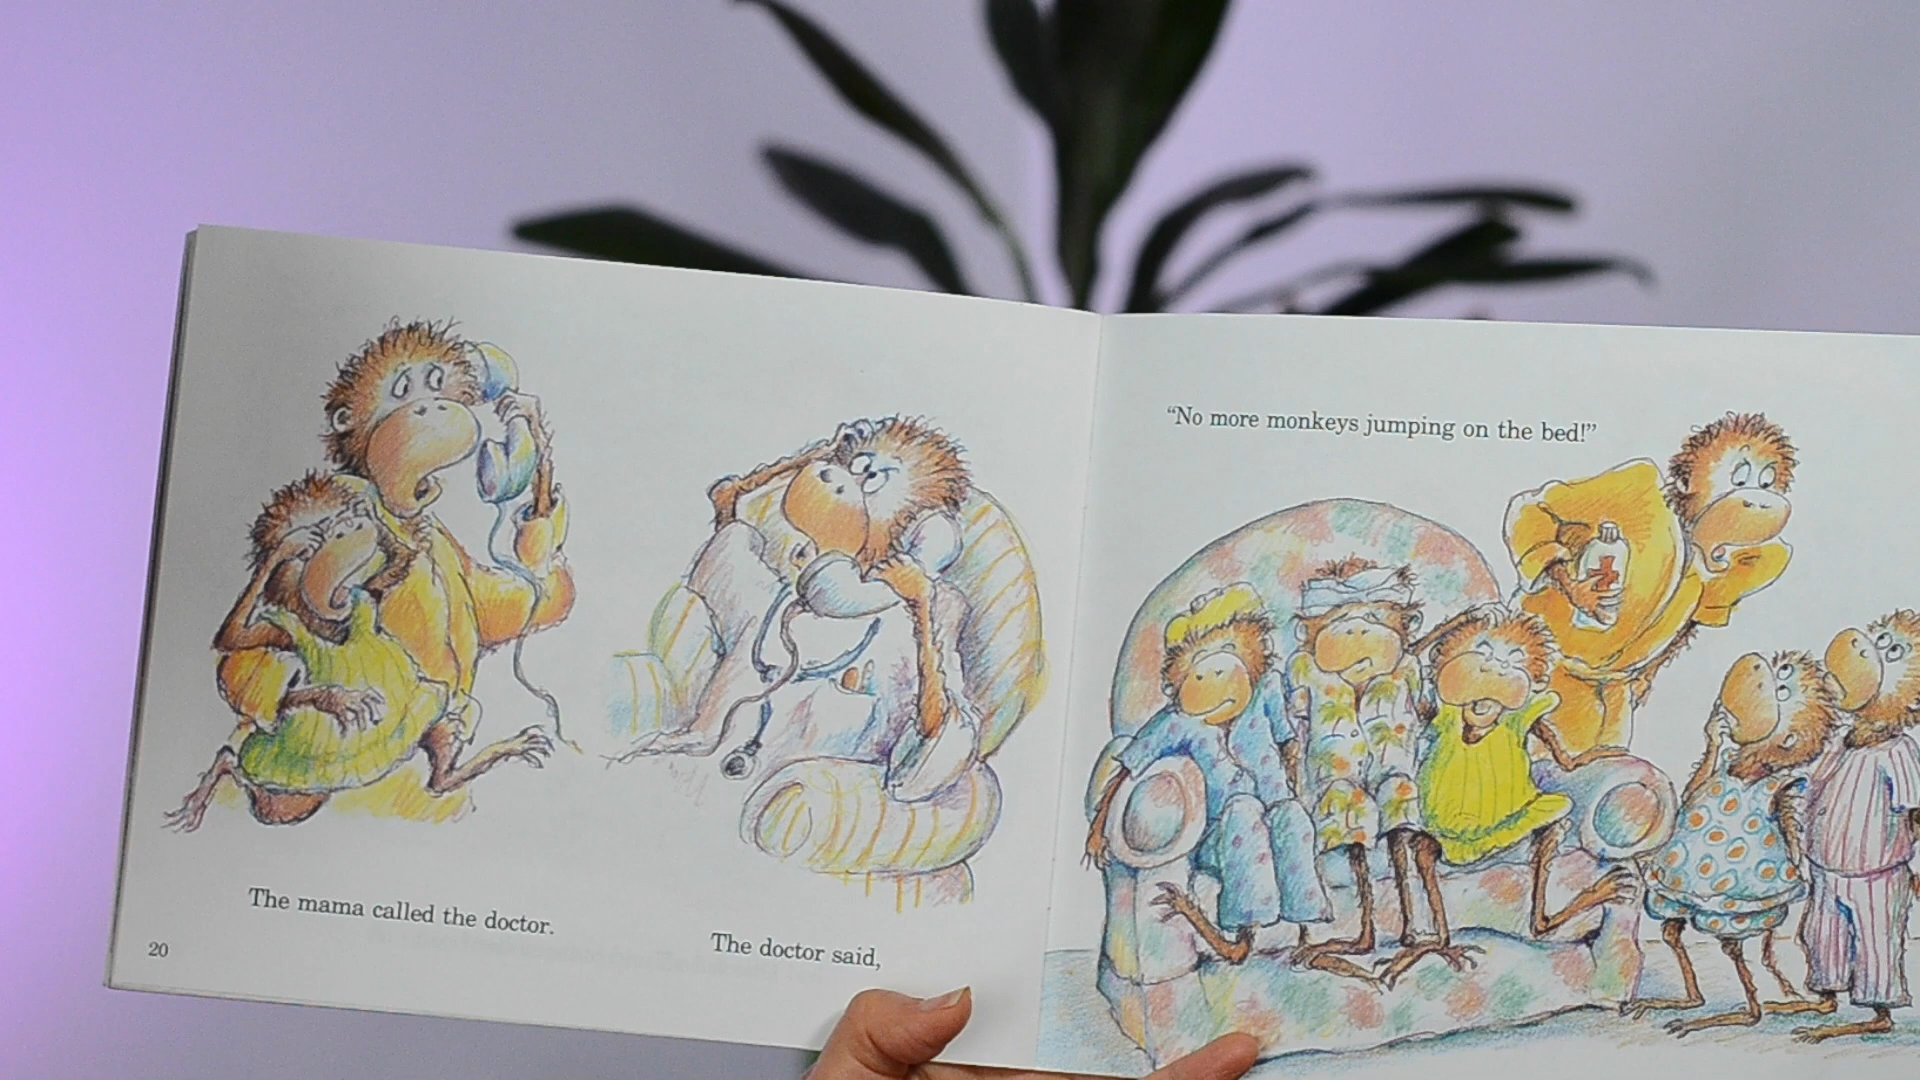 The mama called the doctor.
The doctor said,
20
“No more monkeys jumping on the bed!”